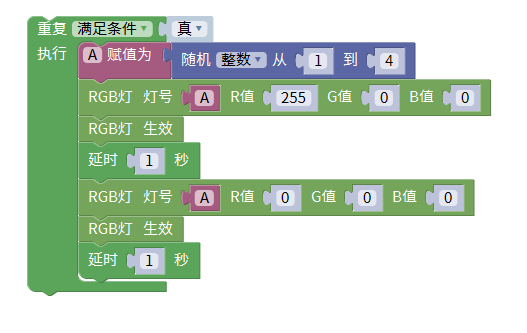 重复 满足条件 真
执行 A 赋值为 随机 整数 从 1 到 4
RGB灯 灯号 A R值 255 G值 0 B值 0
RGB灯 生效
延时 1 秒
RGB灯 灯号 A R值 0 G值 0 B值 0
RGB灯 生效
延时 1 秒